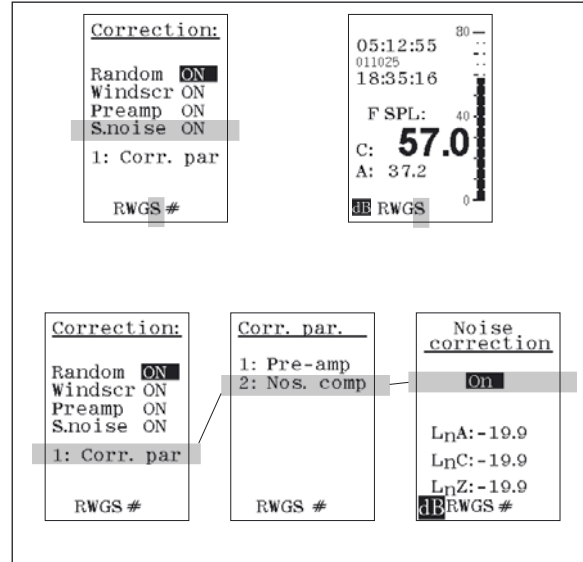 Correction:
Random ON
Windscr ON
Preamp ON
S.noise ON
1: Corr. par
RWGS #
80
05:12:55
011025
18:35:16
F SPL:
40
C: 57.0
A: 37.2
0
dB RWGS
Correction:
Random ON
Windscr ON
Preamp ON
S.noise ON
1: Corr. par
RWGS #
Corr. par.
1: Pre-amp
2: Nos. comp
RWGS #
Noise
correction
On
LnA:-19.9
LnC:-19.9
LnZ:-19.9
dB RWGS #